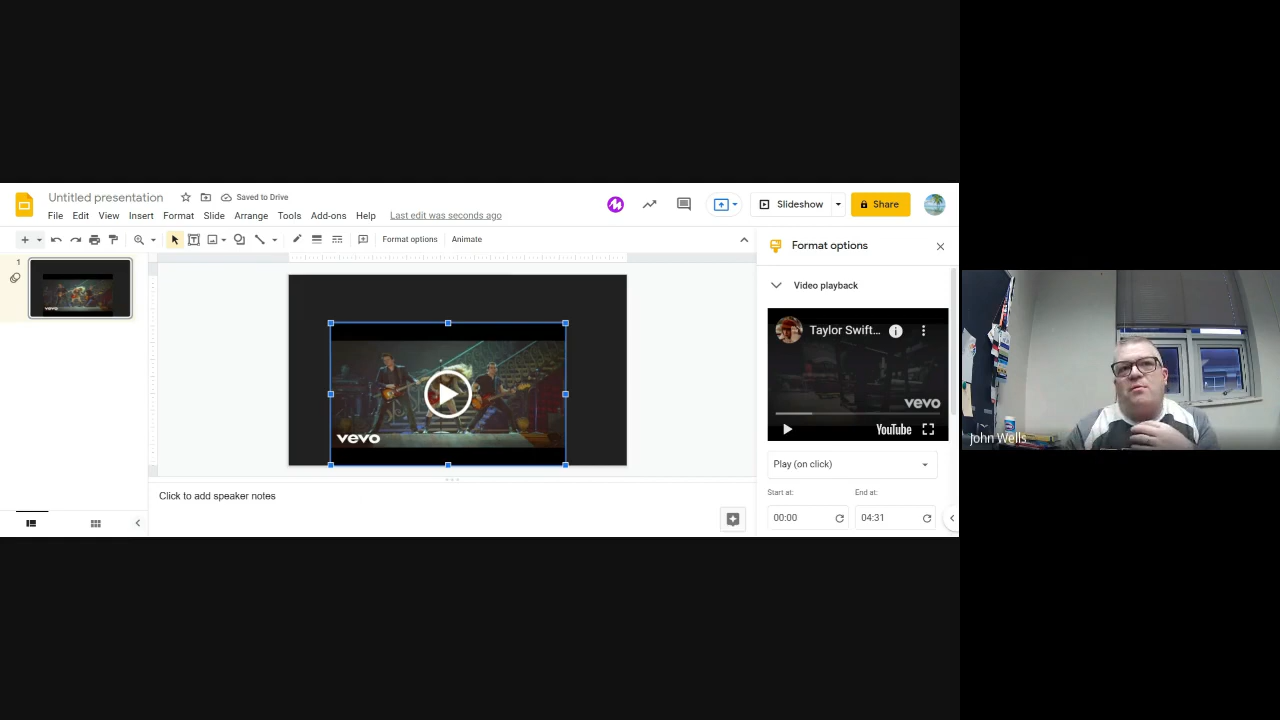 Untitled presentation
Saved to Drive
File Edit View Insert Format Slide Arrange Tools Add-ons Help Last edit was seconds ago
Slideshow
Share
Format options Animate
Format options
Video playback
1
vevo
Taylor Swift...
vevo
YouTube
vevo
Play (on click)
Start at: End at:
00:00 04:31
Click to add speaker notes
John Wells